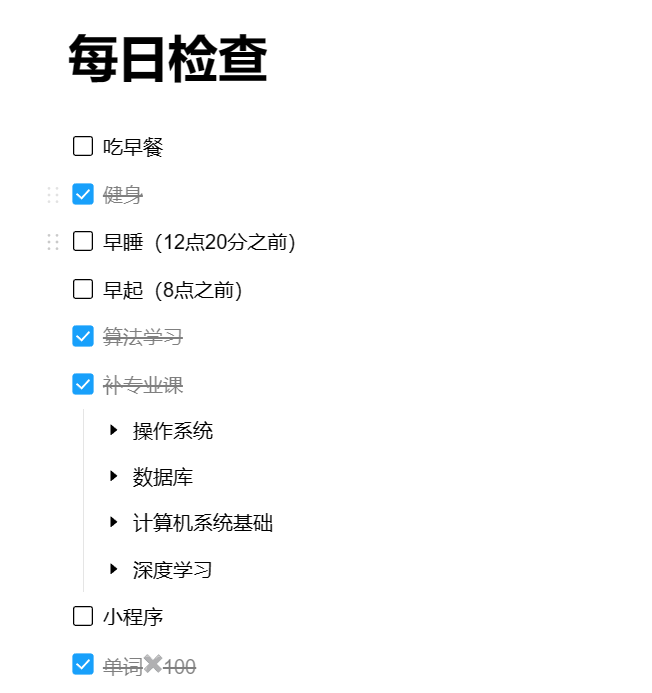 每日检查
吃早餐
健身
早睡（12点20分之前）
早起（8点之前）
算法学习
补专业课
操作系统
数据库
计算机系统基础
深度学习
小程序
单词✖100